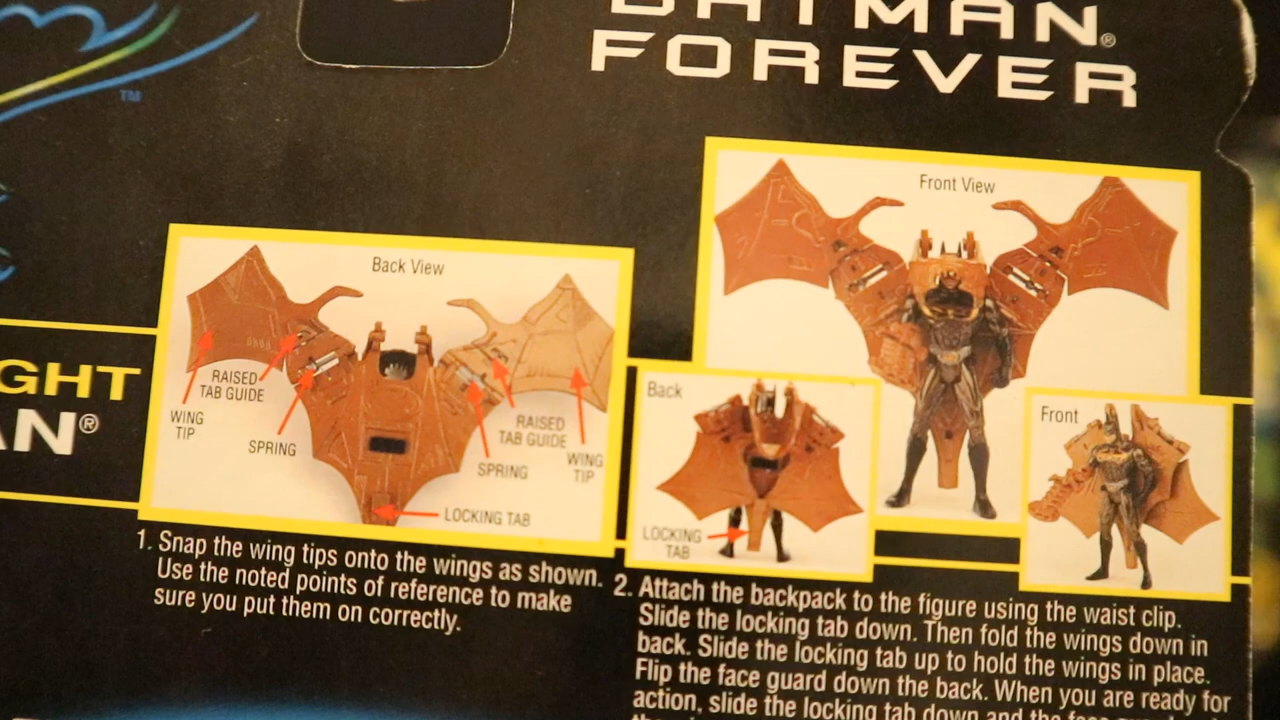 BATMAN®
FOREVER
TM
Front View
Back View
RAISED
TAB GUIDE
WING
TIP
SPRING
RAISED
TAB GUIDE
WING
TIP
SPRING
LOCKING TAB
GHT
AN®
Back
LOCKING
TAB
Front
1. Snap the wing tips onto the wings as shown.
Use the noted points of reference to make
sure you put them on correctly.
2. Attach the backpack to the figure using the waist clip.
Slide the locking tab down. Then fold the wings down in
back. Slide the locking tab up to hold the wings in place.
Flip the face guard down the back. When you are ready for
action, slide the locking tab down and the